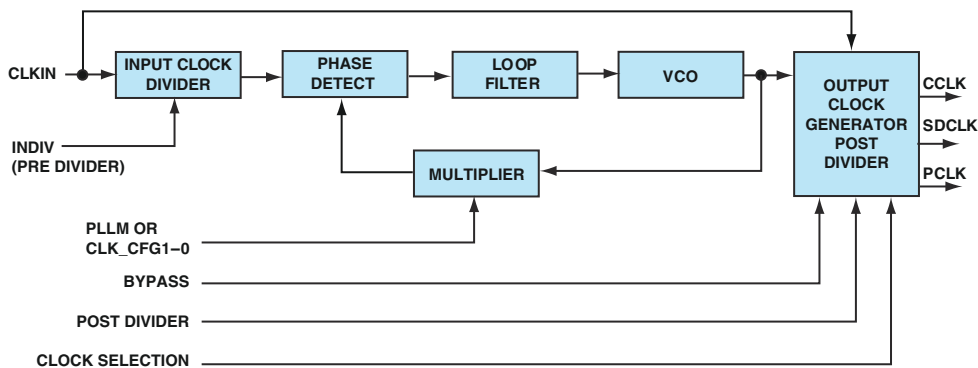 CLKIN
INPUT CLOCK
DIVIDER
PHASE
DETECT
LOOP
FILTER
VCO
OUTPUT
CLOCK
GENERATOR
POST
DIVIDER
CCLK
SDCLK
PCLK
INDIV
(PRE DIVIDER)
MULTIPLIER
PLLM OR
CLK_CFG1–0
BYPASS
POST DIVIDER
CLOCK SELECTION